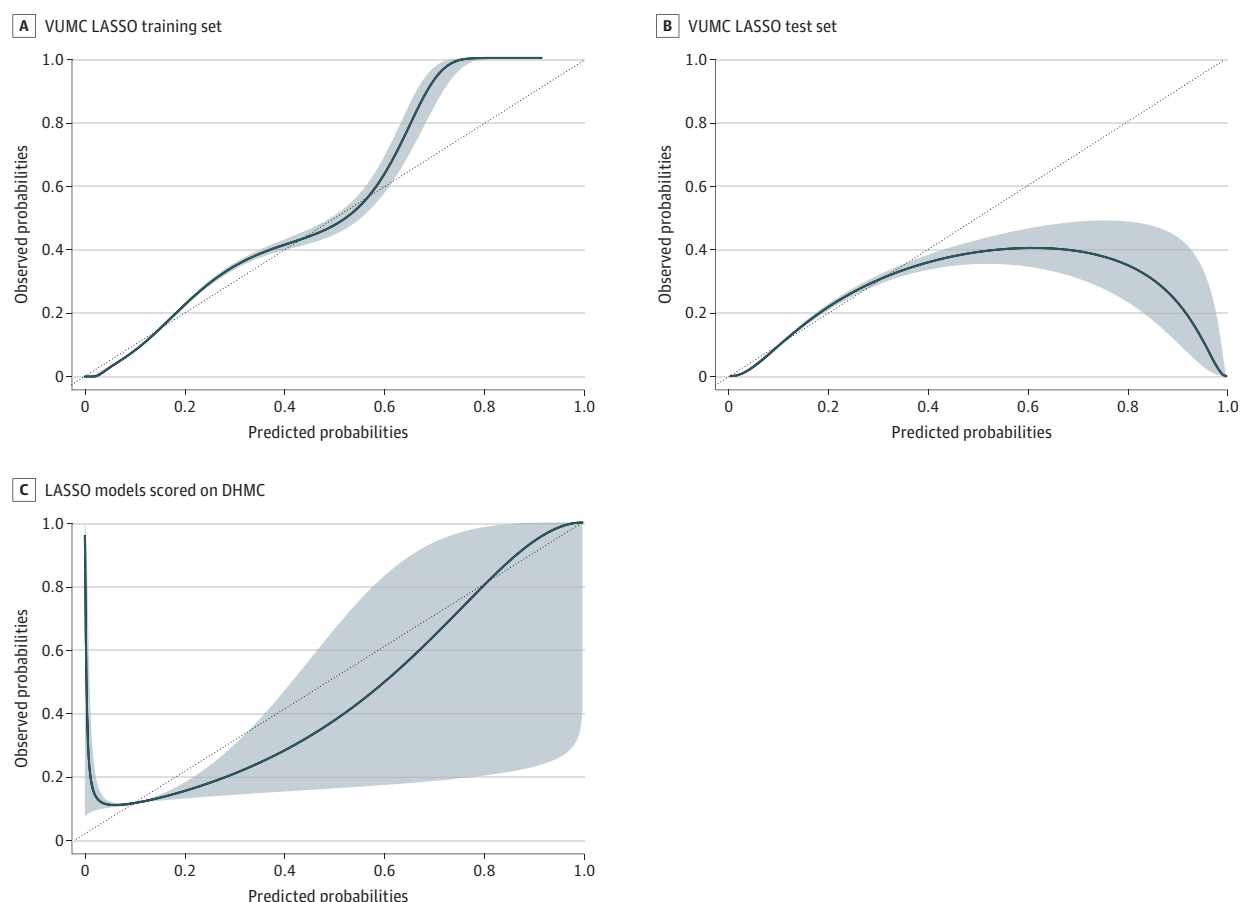 A VUMC LASSO training set
1.0
0.8
0.6
0.4
0.2
0
Observed probabilities
0 0.2 0.4 0.6 0.8 1.0
Predicted probabilities
B VUMC LASSO test set
1.0
0.8
0.6
0.4
0.2
0
Observed probabilities
0 0.2 0.4 0.6 0.8 1.0
Predicted probabilities
C LASSO models scored on DHMC
1.0
0.8
0.6
0.4
0.2
0
Observed probabilities
0 0.2 0.4 0.6 0.8 1.0
Predicted probabilities